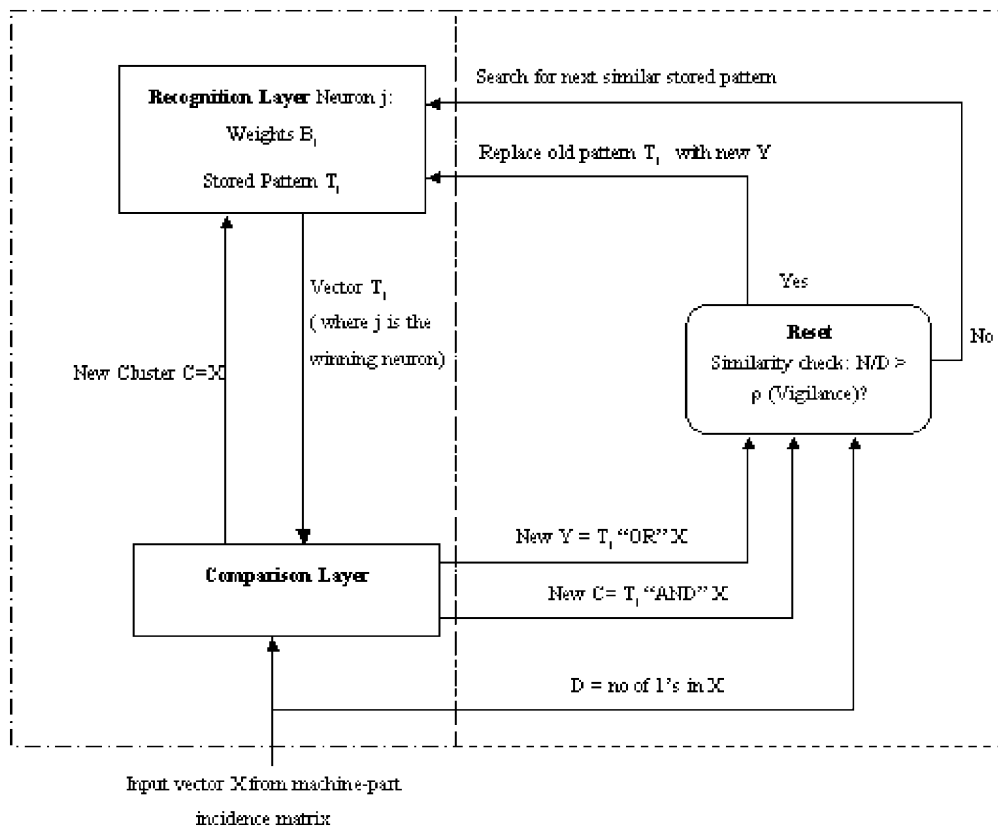 Search for next similar stored pattern
Recognition Layer Neuron j:
Weights Bj
Stored Pattern Tj
Replace old pattern Tj with new Y
Vector Tj
( where j is the
winning neuron)
Yes
No
Reset
Similarity check: N/D >
ρ (Vigilance)?
New Cluster C=X
New Y = Tj “OR” X
Comparison Layer
New C= Tj “AND” X
D = no of 1’s in X
Input vector X from machine-part
incidence matrix